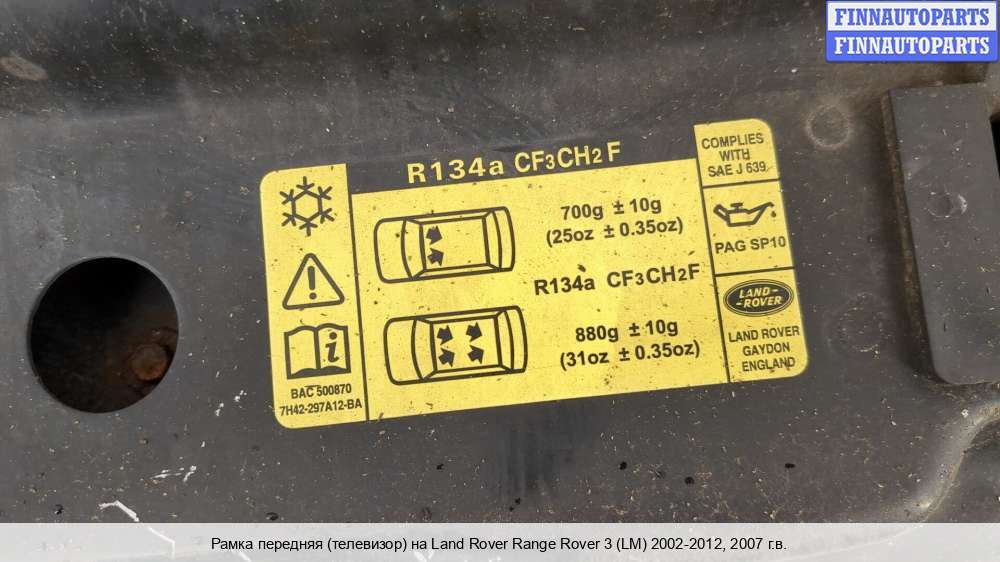 FINNAUTOPARTS
FINNAUTOPARTS
R134a CF3CH2F
COMPLIES
WITH
SAE J 639
700g ± 10g
(25oz ± 0.35oz)
PAG SP10
R134a CF3CH2F
LAND-
ROVER
880g ± 10g
(31oz ± 0.35oz)
LAND ROVER
GAYDON
ENGLAND
BAC 500870
7H42-297A12-BA
Рамка передняя (телевизор) на Land Rover Range Rover 3 (LM) 2002-2012, 2007 г.в.